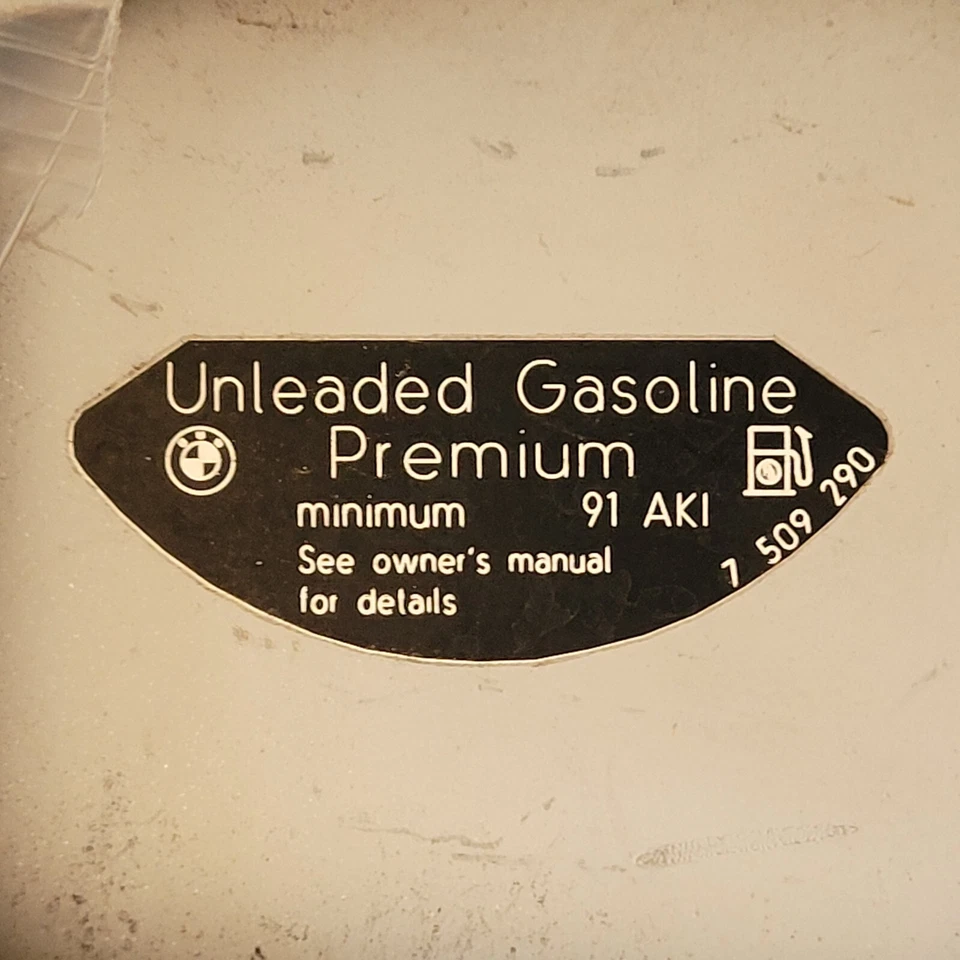 Unleaded Gasoline
Premium
minimum 91 AKI
See owner's manual
for details
7 509 290